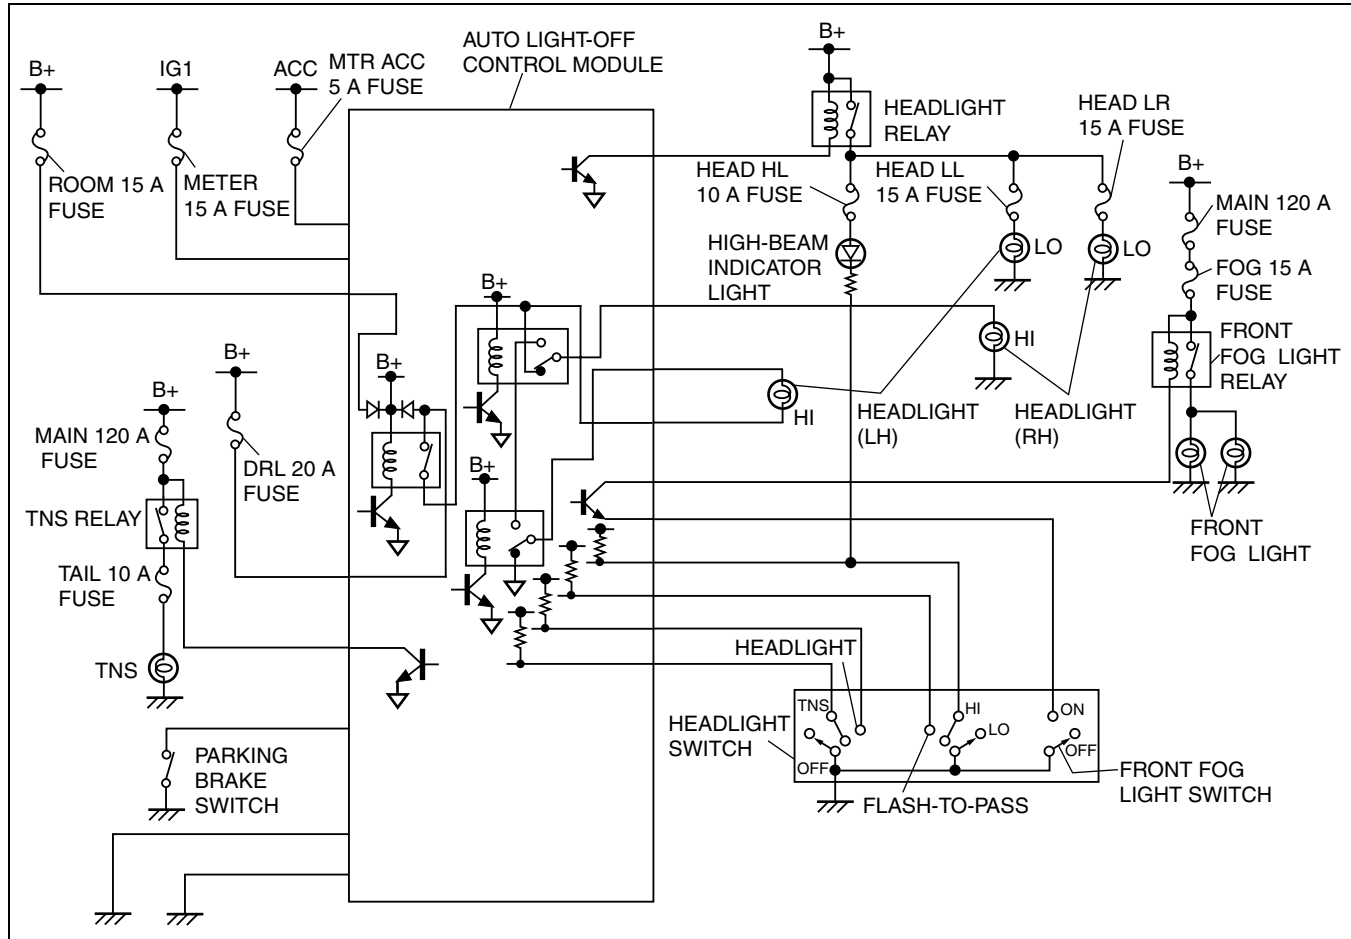 AUTO LIGHT-OFF
CONTROL MODULE
B+
IG1
ACC
MTR ACC
5 A FUSE
ROOM 15 A
FUSE
METER
15 A FUSE
B+
HEADLIGHT
RELAY
HEAD LR
15 A FUSE
HEAD HL
10 A FUSE
HEAD LL
15 A FUSE
B+
MAIN 120 A
FUSE
FOG 15 A
FUSE
HIGH-BEAM
INDICATOR
LIGHT
LO
LO
HI
HI
HEADLIGHT
(LH)
HEADLIGHT
(RH)
FRONT
FOG LIGHT
RELAY
FRONT
FOG LIGHT
B+
B+
B+
B+
B+
MAIN 120 A
FUSE
DRL 20 A
FUSE
TNS RELAY
TAIL 10 A
FUSE
TNS
PARKING
BRAKE
SWITCH
HEADLIGHT
HEADLIGHT
SWITCH
TNS
OFF
HI
LO
ON
OFF
FLASH-TO-PASS
FRONT FOG
LIGHT SWITCH